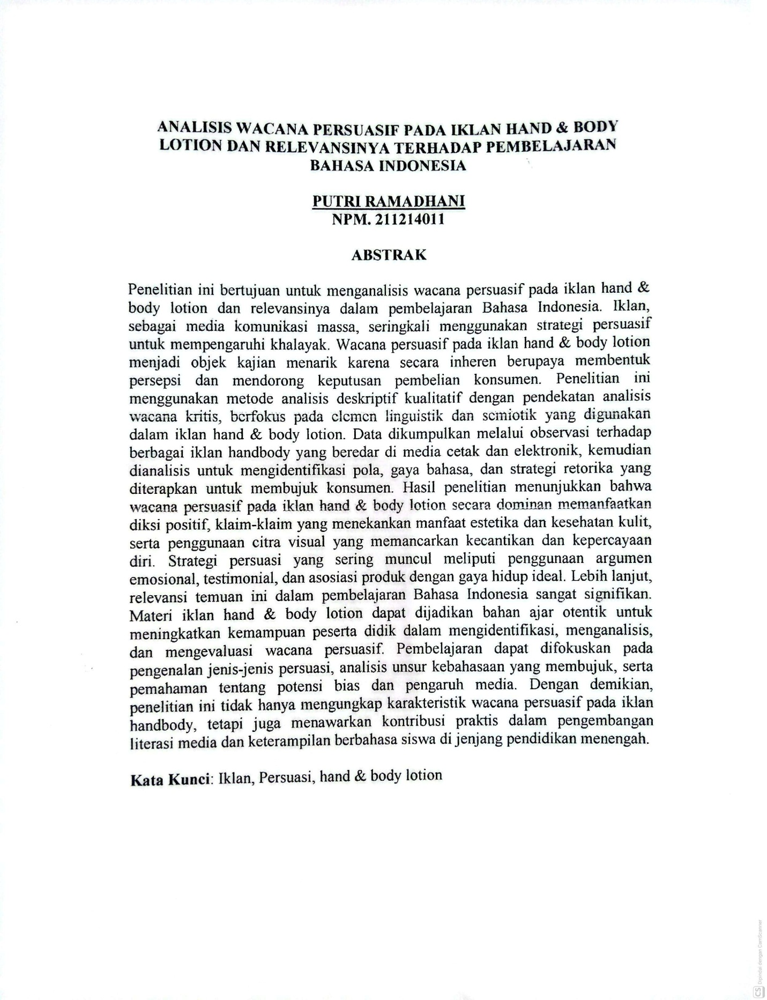 ANALISIS WACANA PERSUASIF PADA IKLAN HAND & BODY
LOTION DAN RELEVANSINYA TERHADAP PEMBELAJARAN
BAHASA INDONESIA
PUTRI RAMADHANI
NPM. 211214011
ABSTRAK
Penelitian ini bertujuan untuk menganalisis wacana persuasif pada iklan hand &
body lotion dan relevansinya dalam pembelajaran Bahasa Indonesia. Iklan,
sebagai media komunikasi massa, seringkali menggunakan strategi persuasif
untuk mempengaruhi khalayak. Wacana persuasif pada iklan hand & body lotion
menjadi objek kajian menarik karena secara inheren berupaya membentuk
persepsi dan mendorong keputusan pembelian konsumen. Penelitian ini
menggunakan metode analisis deskriptif kualitatif dengan pendekatan analisis
wacana kritis, berfokus pada elemen linguistik dan semiotik yang digunakan
dalam iklan hand & body lotion. Data dikumpulkan melalui observasi terhadap
berbagai iklan handbody yang beredar di media cetak dan elektronik, kemudian
dianalisis untuk mengidentifikasi pola, gaya bahasa, dan strategi retorika yang
diterapkan untuk membujuk konsumen. Hasil penelitian menunjukkan bahwa
wacana persuasif pada iklan hand & body lotion secara dominan memanfaatkan
diksi positif, klaim-klaim yang menekankan manfaat estetika dan kesehatan kulit,
serta penggunaan citra visual yang memancarkan kecantikan dan kepercayaan
diri. Strategi persuasi yang sering muncul meliputi penggunaan argumen
emosional, testimonial, dan asosiasi produk dengan gaya hidup ideal. Lebih lanjut,
relevansi temuan ini dalam pembelajaran Bahasa Indonesia sangat signifikan.
Materi iklan hand & body lotion dapat dijadikan bahan ajar otentik untuk
meningkatkan kemampuan peserta didik dalam mengidentifikasi, menganalisis,
dan mengevaluasi wacana persuasif. Pembelajaran dapat difokuskan pada
pengenalan jenis-jenis persuasi, analisis unsur kebahasaan yang membujuk, serta
pemahaman tentang potensi bias dan pengaruh media. Dengan demikian,
penelitian ini tidak hanya mengungkap karakteristik wacana persuasif pada iklan
handbody, tetapi juga menawarkan kontribusi praktis dalam pengembangan
literasi media dan keterampilan berbahasa siswa di jenjang pendidikan menengah.
Kata Kunci: Iklan, Persuasi, hand & body lotion
CS Dipindai dengan CamScanner